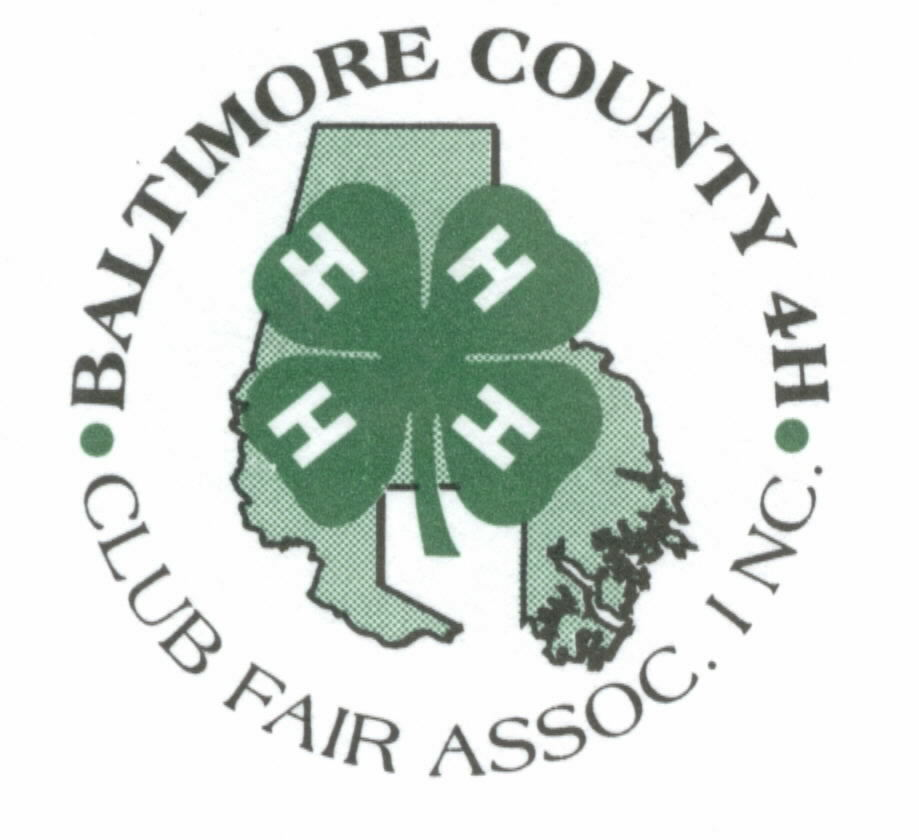 BALTIMORE COUNTY 4H
H H
H H
• CLUB FAIR ASSOC. INC. •